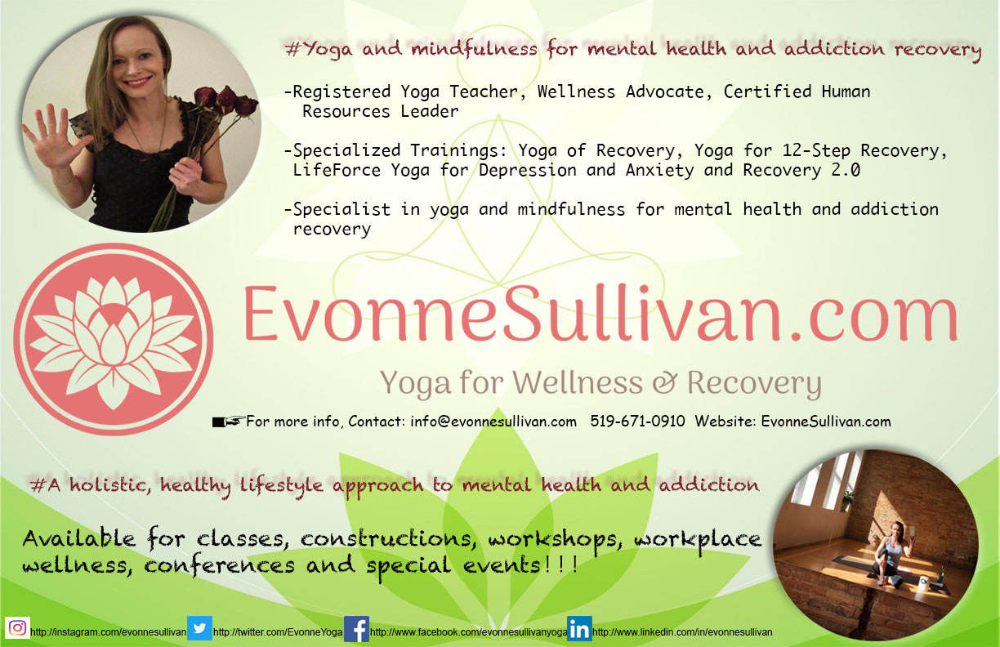 #Yoga and mindfulness for mental health and addiction recovery
-Registered Yoga Teacher, Wellness Advocate, Certified Human
Resources Leader
-Specialized Trainings: Yoga of Recovery, Yoga for 12-Step Recovery,
LifeForce Yoga for Depression and Anxiety and Recovery 2.0
-Specialist in yoga and mindfulness for mental health and addiction
recovery
EvonneSullivan.com
Yoga for Wellness & Recovery
For more info, Contact: info@evonnesullivan.com 519-671-0910 Website: EvonneSullivan.com
#A holistic, healthy lifestyle approach to mental health and addiction
Available for classes, constructions, workshops, workplace
wellness, conferences and special events!!!
http://instagram.com/evonnesullivan http://twitter.com/EvonneYoga http://www.facebook.com/evonnesullivanyoga http://www.linkedin.com/in/evonnesullivan